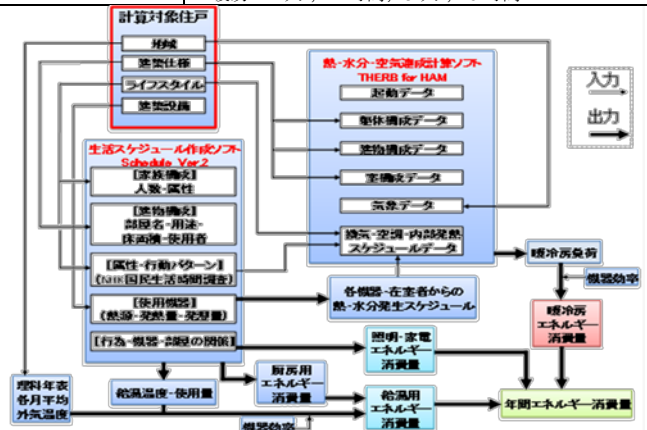 計算対象住戸
地域
建築仕様
ライフスタイル
建築設備
熱・水分・空気連成計算ソフト
THERB for HAM
起動データ
躯体構成データ
建物構成データ
室構成データ
気象データ
換気・空調・内部発熱
スケジュールデータ
入力
出力
生活スケジュール作成ソフト
Schedule Ver.2
【家族構成】
人数・属性
【建物構成】
部屋名・用途・
床面積・使用者
【属性・行動パターン】
(NHK国民生活時間調査)
【使用機器】
(熱源・発熱量・発湿量)
【行為・機器・部屋の関係】
各機器・在室者からの
熱・水分発生スケジュール
暖冷房負荷
機器効率
暖冷房
エネルギー
消費量
照明・家電
エネルギー
消費量
厨房用
エネルギー
消費量
給湯用
エネルギー
消費量
年間エネルギー消費量
理科年表
各月平均
外気温度
給湯温度・使用量
機器効率